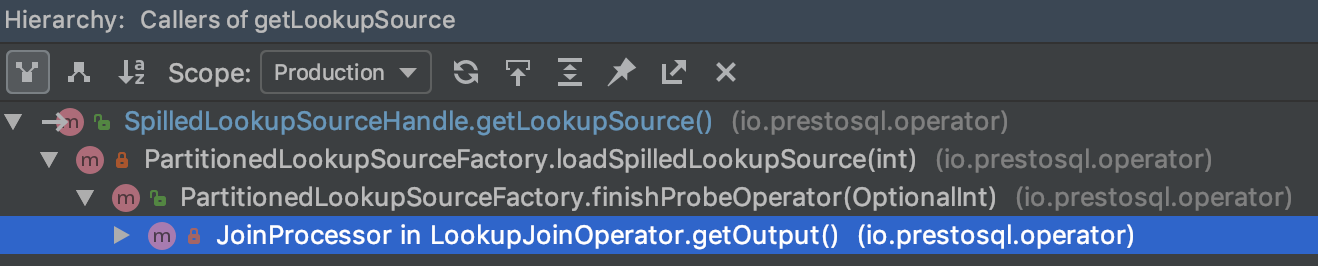 Hierarchy: Callers of getLookupSource
Scope: Production
SpilledLookupSourceHandle.getLookupSource() (io.prestosql.operator)
m PartitionedLookupSourceFactory.loadSpilledLookupSource(int) (io.prestosql.operator)
m PartitionedLookupSourceFactory.finishProbeOperator(OptionalInt) (io.prestosql.operator)
m JoinProcessor in LookupJoinOperator.getOutput() (io.prestosql.operator)